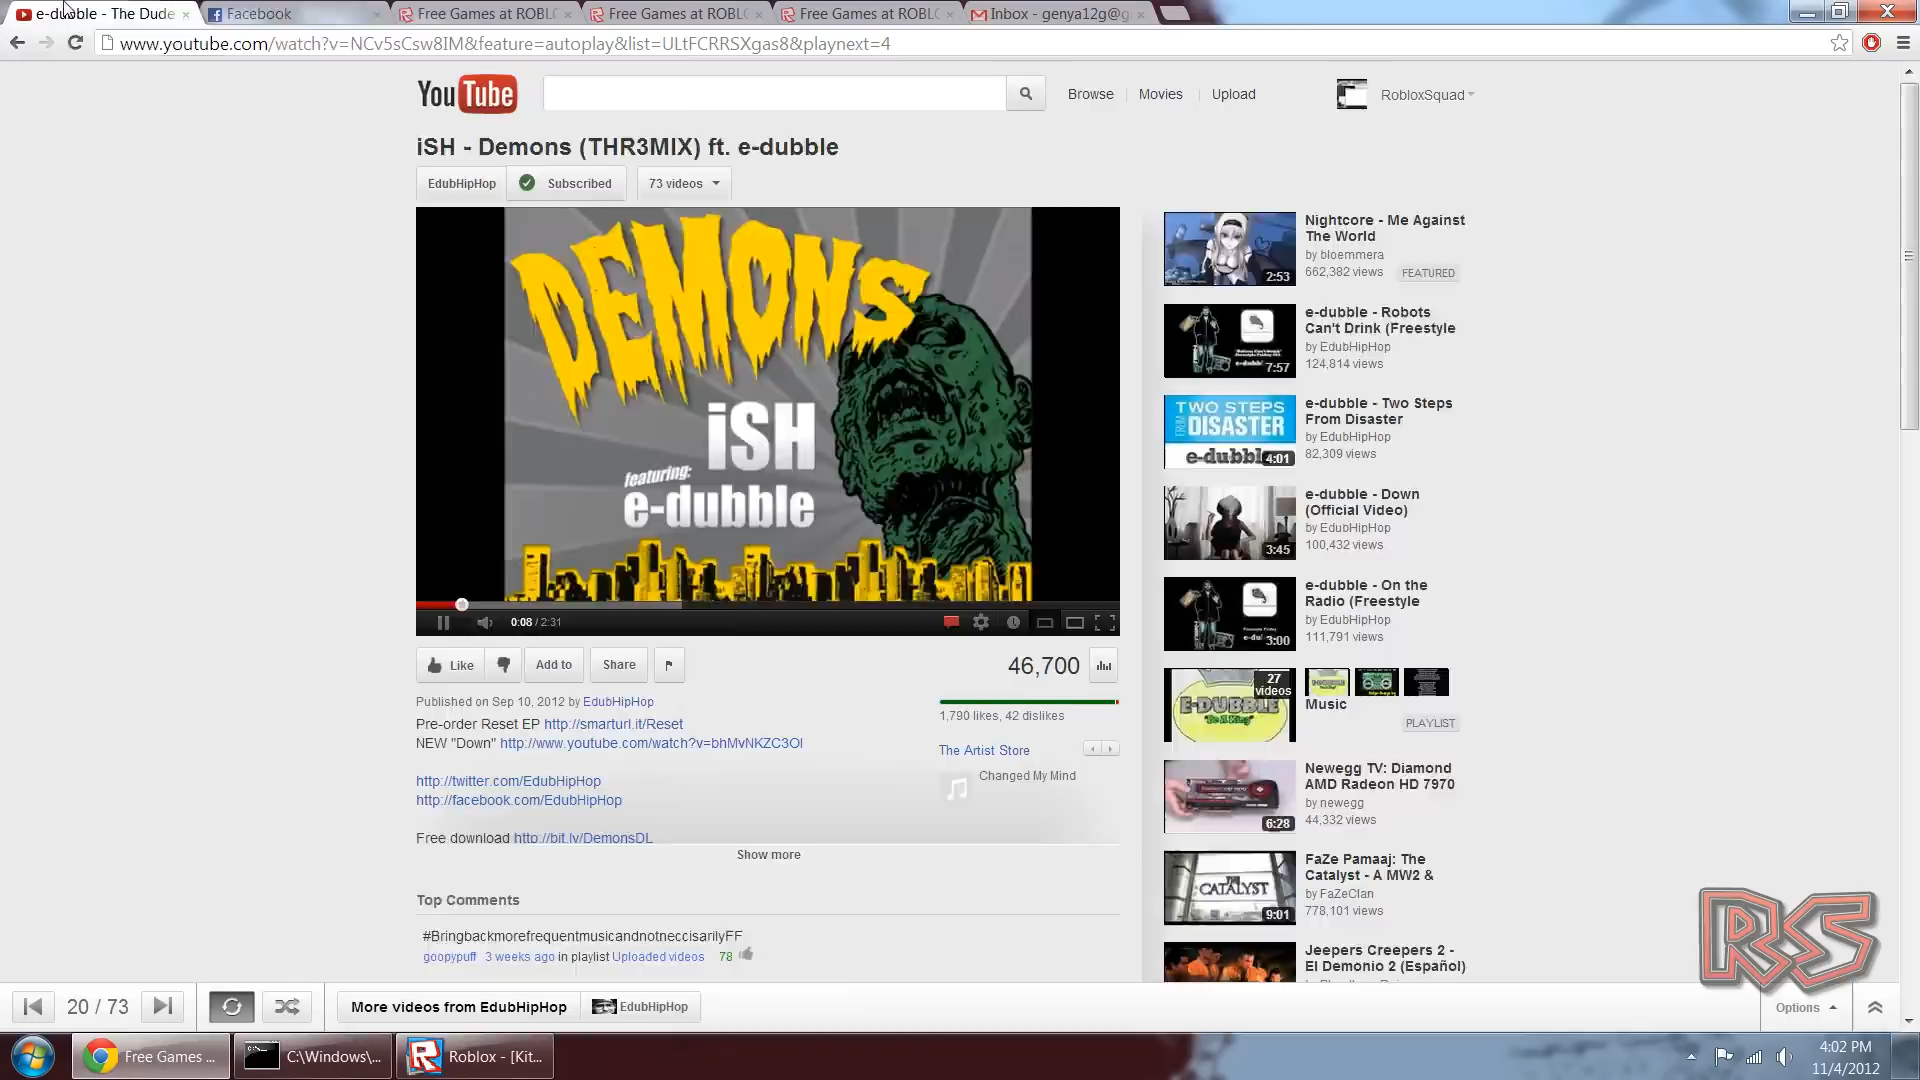 e-dubble - The Dude
Facebook
Free Games at ROBLO
Free Games at ROBLO
Free Games at ROBLO
Inbox - genya12g@g
www.youtube.com/watch?v=NCv5sCsw8IM&feature=autoplay&list=ULtFCRRSXgas8&playnext=4
YouTube
Browse
Movies
Upload
RobloxSquad
iSH - Demons (THR3MIX) ft. e-dubble
EdubHipHop
Subscribed
73 videos
DEMONS
iSH
featuring:
e-dubble
0:08 / 2:31
Like
Add to
Share
46,700
Published on Sep 10, 2012 by EdubHipHop
1,790 likes, 42 dislikes
Pre-order Reset EP http://smarturl.it/Reset
NEW "Down" http://www.youtube.com/watch?v=bhMvNKZC3OI
http://twitter.com/EdubHipHop
http://facebook.com/EdubHipHop
Free download http://bit.ly/DemonsDL
The Artist Store
Changed My Mind
Show more
Top Comments
#BringbackmorefrequentmusicandnotneccisarilyFF
goopypuff 3 weeks ago in playlist Uploaded videos 78
2:53
Nightcore - Me Against
The World
by bloemmera
662,382 views
FEATURED
e-dubble
7:57
e-dubble - Robots
Can't Drink (Freestyle
by EdubHipHop
124,814 views
TWO STEPS
FROM
DISASTER
e-dubble
4:01
e-dubble - Two Steps
From Disaster
by EdubHipHop
82,309 views
3:45
e-dubble - Down
(Official Video)
by EdubHipHop
100,432 views
3:00
e-dubble - On the
Radio (Freestyle
by EdubHipHop
111,791 views
27
videos
E-DUBBLE
Music
PLAYLIST
6:28
Newegg TV: Diamond
AMD Radeon HD 7970
by newegg
44,332 views
CATALYST
9:01
FaZe Pamaaj: The
Catalyst - A MW2 &
by FaZeClan
778,101 views
Jeepers Creepers 2 -
El Demonio 2 (Español)
RS
20 / 73
More videos from EdubHipHop
EdubHipHop
Options
Free Games ...
C:\Windows\...
Roblox - [Kit...
4:02 PM
11/4/2012